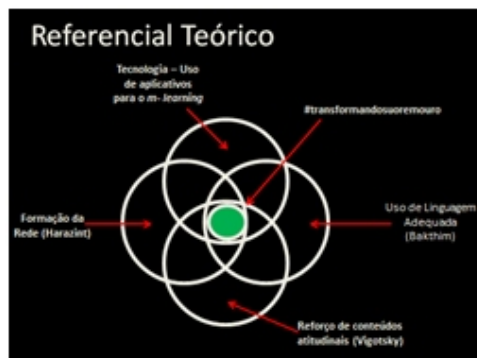 Referencial Teórico
Tecnologia – Uso
de aplicativos
para o m- learning
#transformandosuoremouro
Formação da
Rede (Harazint)
Uso de Linguagem
Adequada
(Bakthim)
Reforço de conteúdos
atitudinais (Vigotsky)